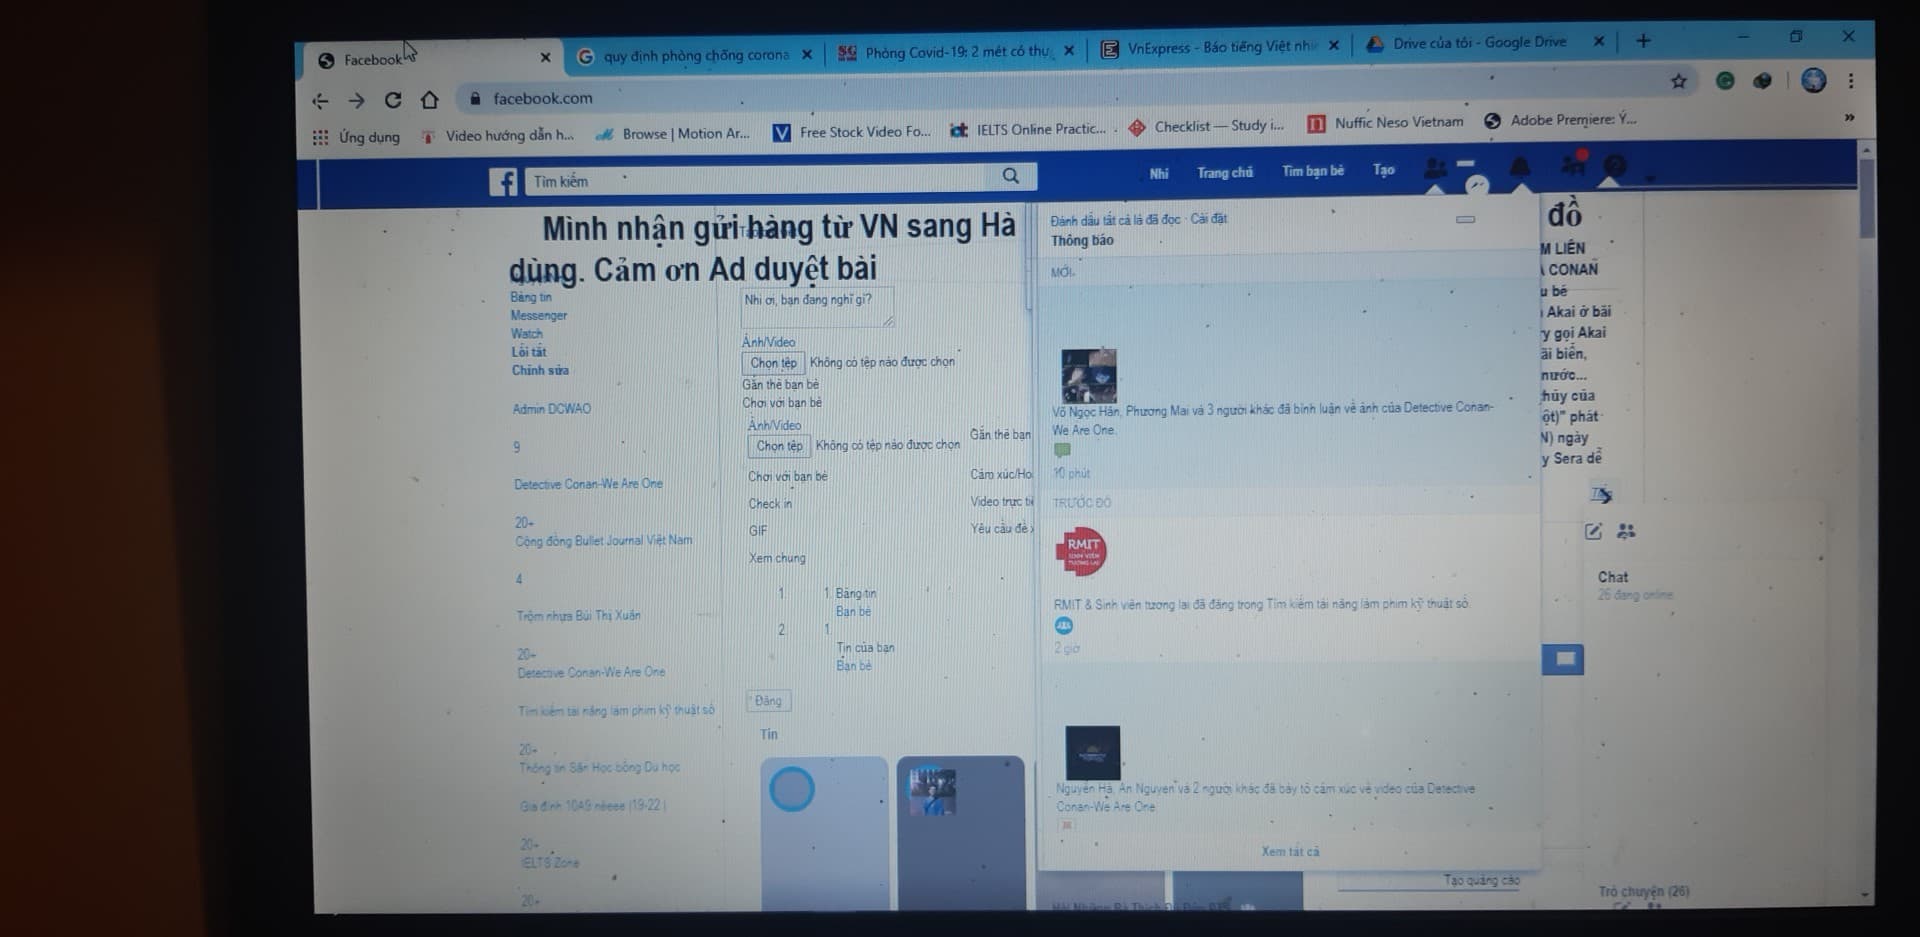 Facebook
quy định phòng chống corona
Phòng Covid-19: 2 mét có thự
VnExpress - Báo tiếng Việt nhi
Drive của tôi - Google Drive
facebook.com
Ứng dụng
Video hướng dẫn h...
Browse | Motion Ar...
Free Stock Video Fo...
IELTS Online Practic...
Checklist — Study i...
Nuffic Neso Vietnam
Adobe Premiere: Ý...
Tìm kiếm
Nhi
Trang chủ
Tìm bạn bè
Tạo
Mình nhận gửi hàng từ VN sang Hà
dùng. Cảm ơn Ad duyệt bài
Bảng tin
Messenger
Watch
Lối tắt
Chỉnh sửa
Admin DCWAO
9
Detective Conan-We Are One
20+
Cộng đồng Bullet Journal Việt Nam
4
Trộm nhựa Bùi Thị Xuân
20+
Detective Conan-We Are One
Tìm kiếm tài năng làm phim kỹ thuật số
20+
Thông tin Săn Học bổng Du học
Gia đình 10A9 nèeee (19-22)
20+
IELTS Zone
20+
Nhi ơi, bạn đang nghĩ gì?
Ảnh/Video
Chọn tệp Không có tệp nào được chọn
Gắn thẻ bạn bè
Chơi với bạn bè
Ảnh/Video
Chọn tệp Không có tệp nào được chọn
Gắn thẻ bạn
Chơi với bạn bè
Cảm xúc/Ho
Check in
Video trực ti
GIF
Yêu cầu đề x
Xem chung
1. 1. Bảng tin
Bạn bè
2. 1.
Tin của bạn
Bạn bè
Đăng
Tin
Đánh dấu tất cả là đã đọc · Cài đặt
Thông báo
MỚI
Võ Ngọc Hân, Phương Mai và 3 người khác đã bình luận về ảnh của Detective Conan-
We Are One.
10 phút
TRƯỚC ĐÓ
RMIT
SINH VIÊN
TƯƠNG LAI
RMIT & Sinh viên tương lai đã đăng trong Tìm kiếm tài năng làm phim kỹ thuật số.
2 giờ
Nguyễn Hà, An Nguyen và 2 người khác đã bày tỏ cảm xúc về video của Detective
Conan-We Are One.
Xem tất cả
Tạo quảng cáo
đồ
M LIÊN
CONAN
u bé
Akai ở bãi
y gọi Akai
ãi biển,
nước...
hủy của
ột)" phát
N) ngày
y Sera dễ
Chat
26 đang online
Trò chuyện (26)